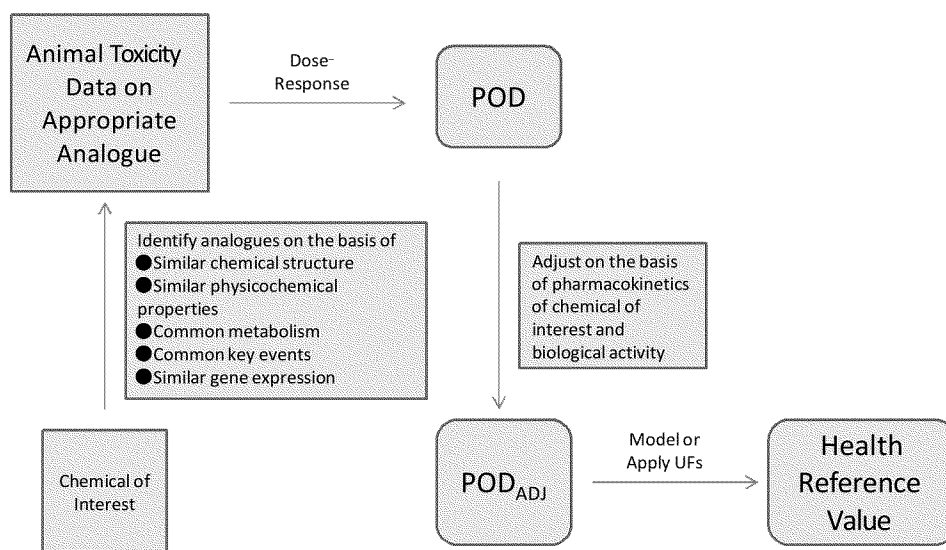 Animal Toxicity
Data on
Appropriate
Analogue
Dose-
Response
POD
Identify analogues on the basis of
●Similar chemical structure
●Similar physicochemical
properties
●Common metabolism
●Common key events
●Similar gene expression
Adjust on the basis
of pharmacokinetics
of chemical of
interest and
biological activity
Chemical of
Interest
POD_ADJ
Model or
Apply UFs
Health
Reference
Value